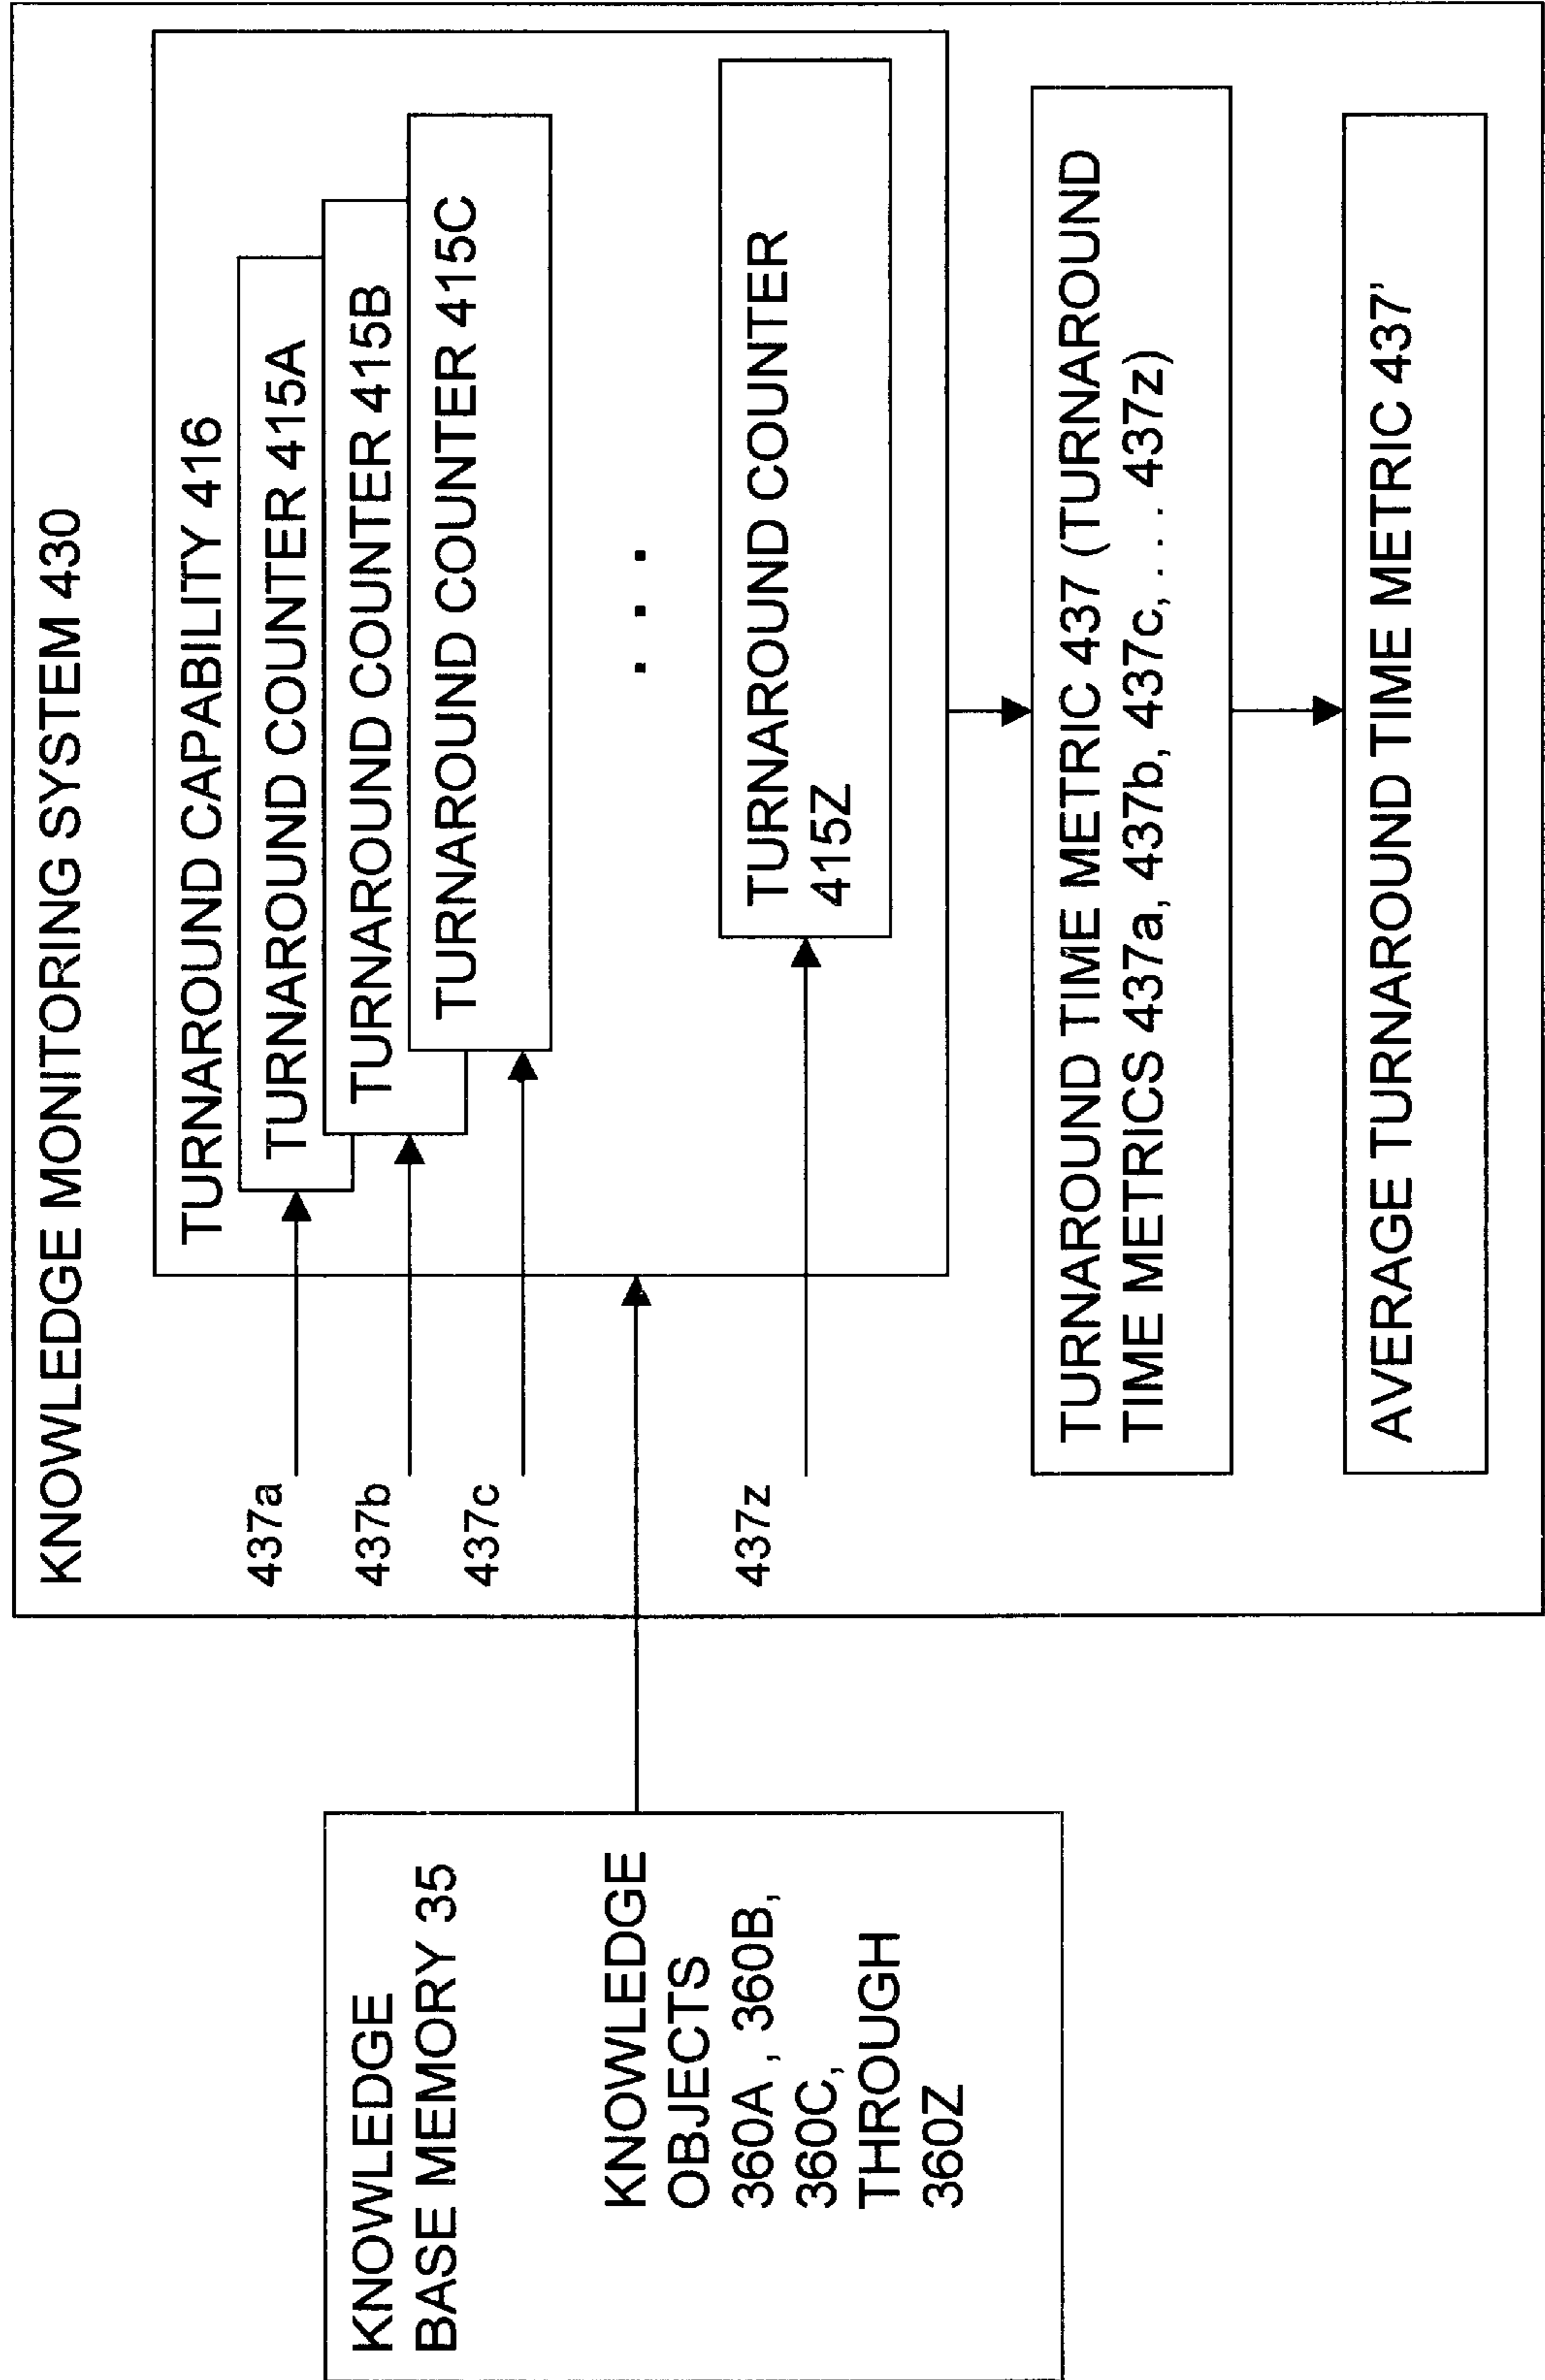 KNOWLEDGE
BASE MEMORY 35
KNOWLEDGE
OBJECTS
360A , 360B,
360C,
THROUGH
360Z
KNOWLEDGE MONITORING SYSTEM 430
TURNAROUND CAPABILITY 416
437a
TURNAROUND COUNTER 415A
437b
TURNAROUND COUNTER 415B
437c
TURNAROUND COUNTER 415C
. . .
437z
TURNAROUND COUNTER
415Z
TURNAROUND TIME METRIC 437 (TURNAROUND
TIME METRICS 437a, 437b, 437c, . . . 437z)
AVERAGE TURNAROUND TIME METRIC 437'